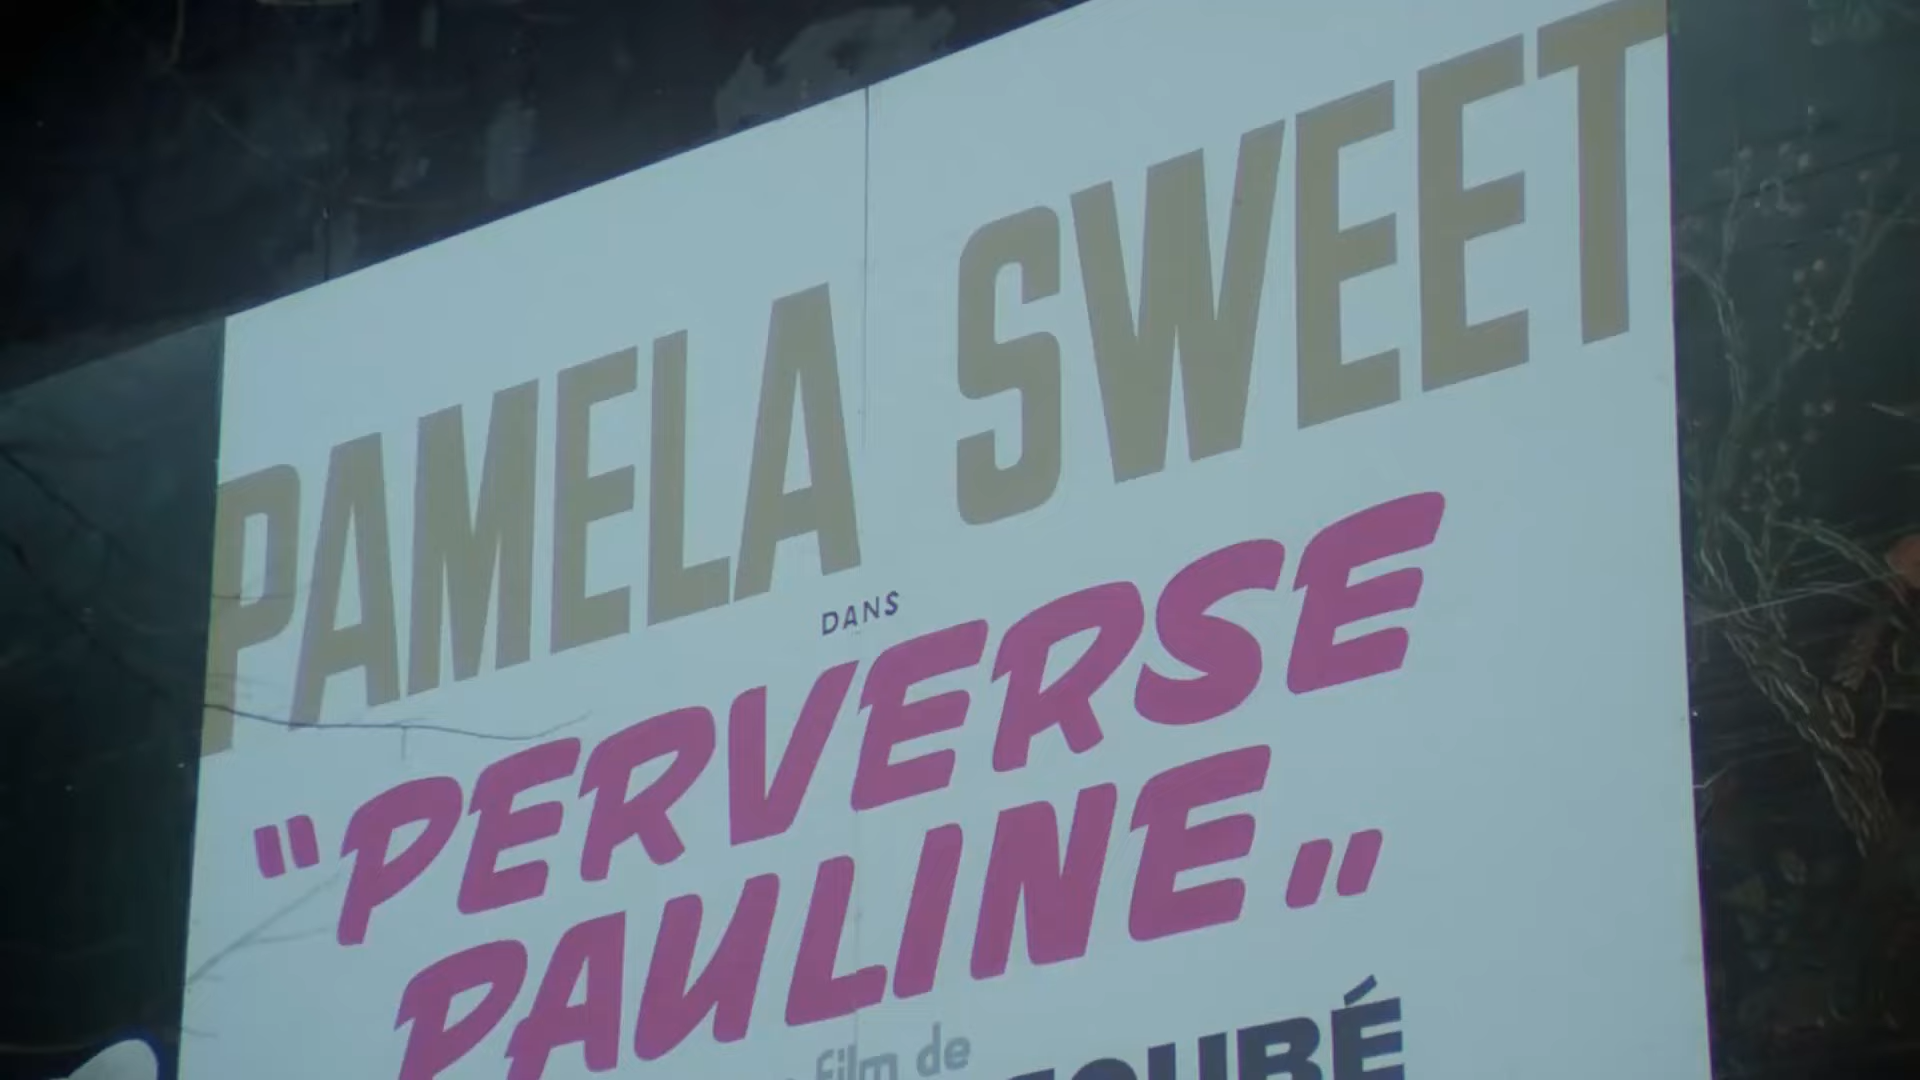 PAMELA SWEET
DANS
"PERVERSE
PAULINE„
film de